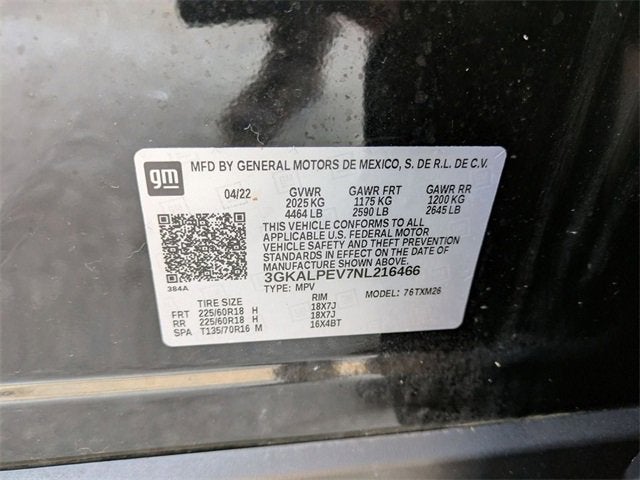 gm
MFD BY GENERAL MOTORS DE MEXICO, S. DE R.L. DE C.V.
04/22 GVWR GAWR FRT GAWR RR
2025 KG 1175 KG 1200 KG
4464 LB 2590 LB 2645 LB
THIS VEHICLE CONFORMS TO ALL
APPLICABLE U.S. FEDERAL MOTOR
VEHICLE SAFETY AND THEFT PREVENTION
STANDARDS IN EFFECT ON THE DATE OF
MANUFACTURE SHOWN ABOVE.
3GKALPEV7NL216466
384A
TYPE: MPV MODEL: 76TXM26
TIRE SIZE RIM
FRT 225/60R18 H 18X7J
RR 225/60R18 H 18X7J
SPA T135/70R16 M 16X4BT